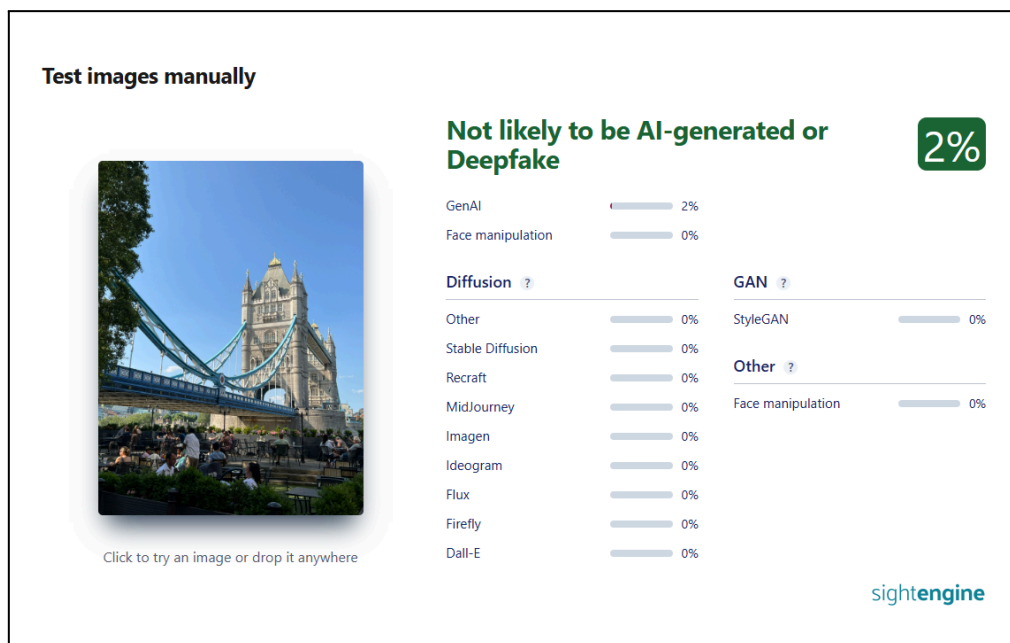 Test images manually
Not likely to be AI-generated or
Deepfake
2%
GenAI 2%
Face manipulation 0%
Diffusion ?
Other 0%
Stable Diffusion 0%
Recraft 0%
MidJourney 0%
Imagen 0%
Ideogram 0%
Flux 0%
Firefly 0%
Dall-E 0%
GAN ?
StyleGAN 0%
Other ?
Face manipulation 0%
Click to try an image or drop it anywhere
sightengine